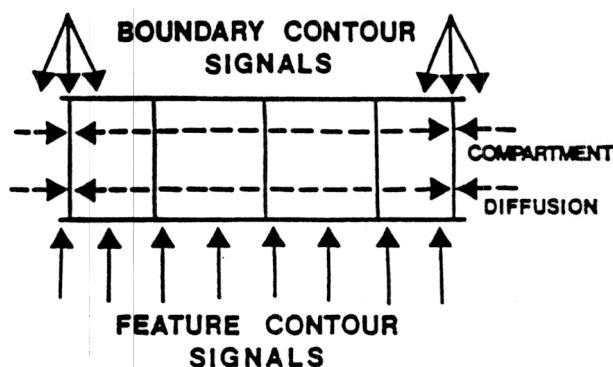 BOUNDARY CONTOUR
SIGNALS
COMPARTMENT
DIFFUSION
FEATURE CONTOUR
SIGNALS